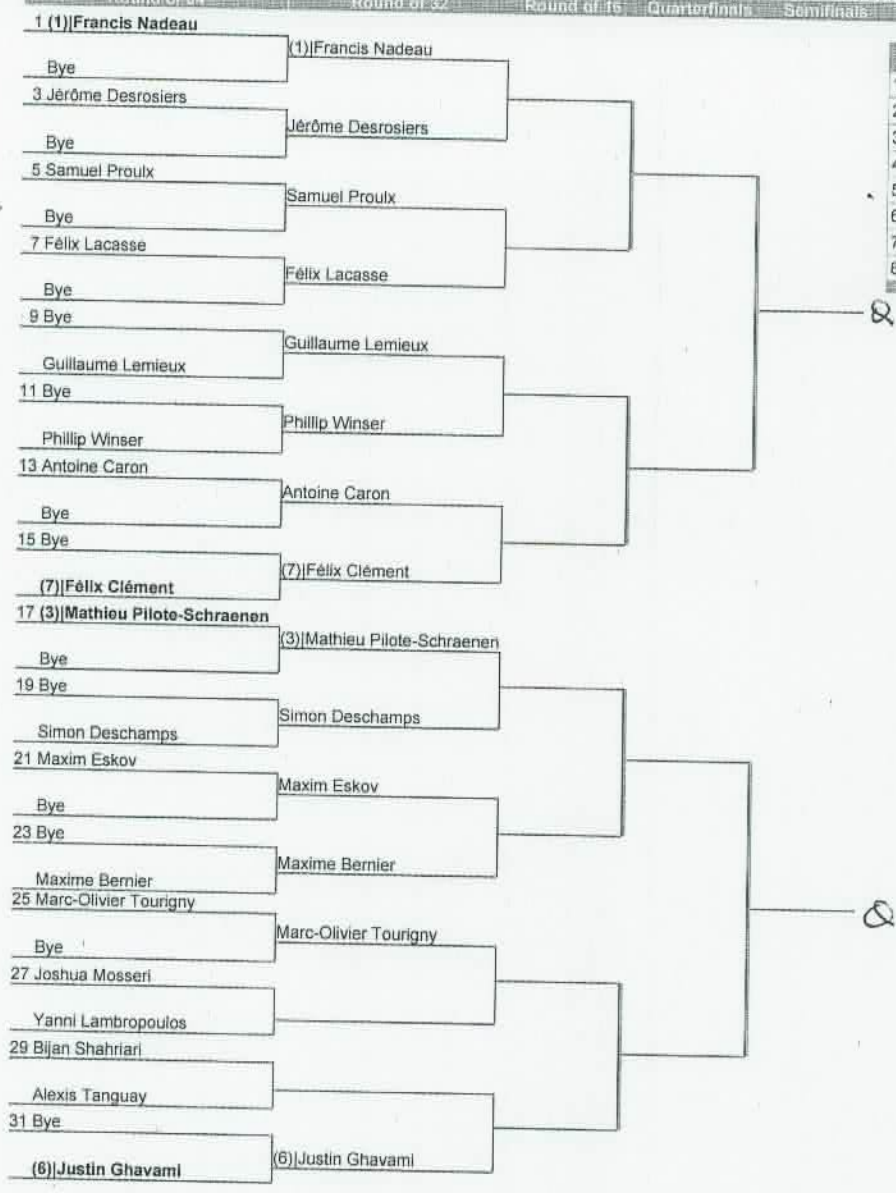 Round of 32 Round of 16 Quarterfinals Semifinals
1 (1)|Francis Nadeau
(1)|Francis Nadeau
Bye
3 Jérôme Desrosiers
Jérôme Desrosiers
Bye
5 Samuel Proulx
Samuel Proulx
Bye
7 Félix Lacasse
Félix Lacasse
Bye
9 Bye
Guillaume Lemieux
Guillaume Lemieux
11 Bye
Phillip Winser
Phillip Winser
13 Antoine Caron
Antoine Caron
Bye
15 Bye
(7)|Félix Clément
(7)|Félix Clément
17 (3)|Mathieu Pilote-Schraenen
(3)|Mathieu Pilote-Schraenen
Bye
19 Bye
Simon Deschamps
Simon Deschamps
21 Maxim Eskov
Maxim Eskov
Bye
23 Bye
Maxime Bernier
Maxime Bernier
25 Marc-Olivier Tourigny
Marc-Olivier Tourigny
Bye
27 Joshua Mosseri
Yanni Lambropoulos
29 Bijan Shahriari
Alexis Tanguay
31 Bye
(6)|Justin Ghavami
(6)|Justin Ghavami